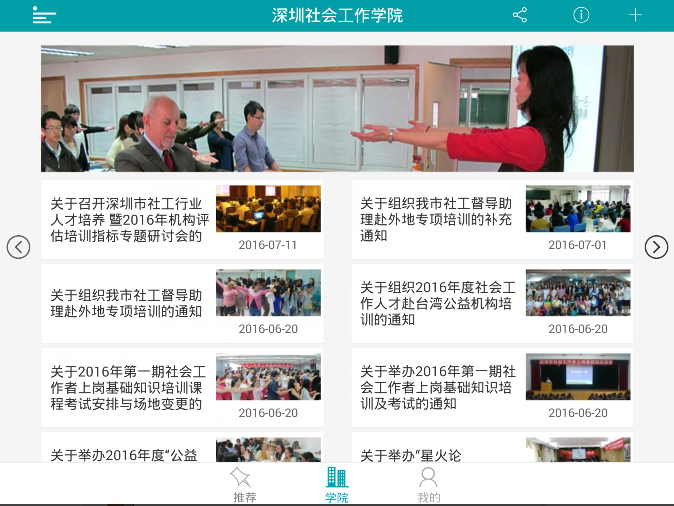 深圳社会工作学院
关于召开深圳市社工行业
人才培养 暨2016年机构评
估培训指标专题研讨会的
2016-07-11
关于组织我市社工督导助
理赴外地专项培训的补充
通知
2016-07-01
关于组织我市社工督导助
理赴外地专项培训的通知
2016-06-20
关于组织2016年度社会工
作人才赴台湾公益机构培
训的通知
2016-06-20
关于2016年第一期社会工
作者上岗基础知识培训课
程考试安排与场地变更的
2016-06-20
关于举办2016年第一期社
会工作者上岗基础知识培
训及考试的通知
2016-06-20
关于举办2016年度“公益
关于举办“星火论
推荐
学院
我的